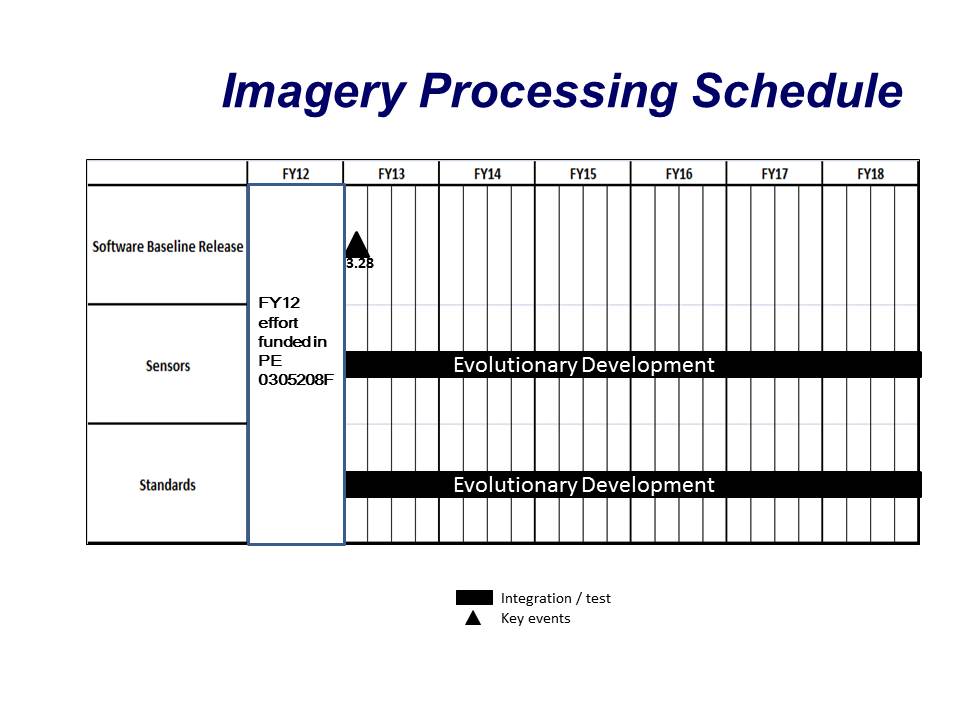 Imagery Processing Schedule
FY12 FY13 FY14 FY15 FY16 FY17 FY18
Software Baseline Release
3.28
FY12
effort
funded in
PE
0305208F
Sensors
Evolutionary Development
Standards
Evolutionary Development
Integration / test
Key events